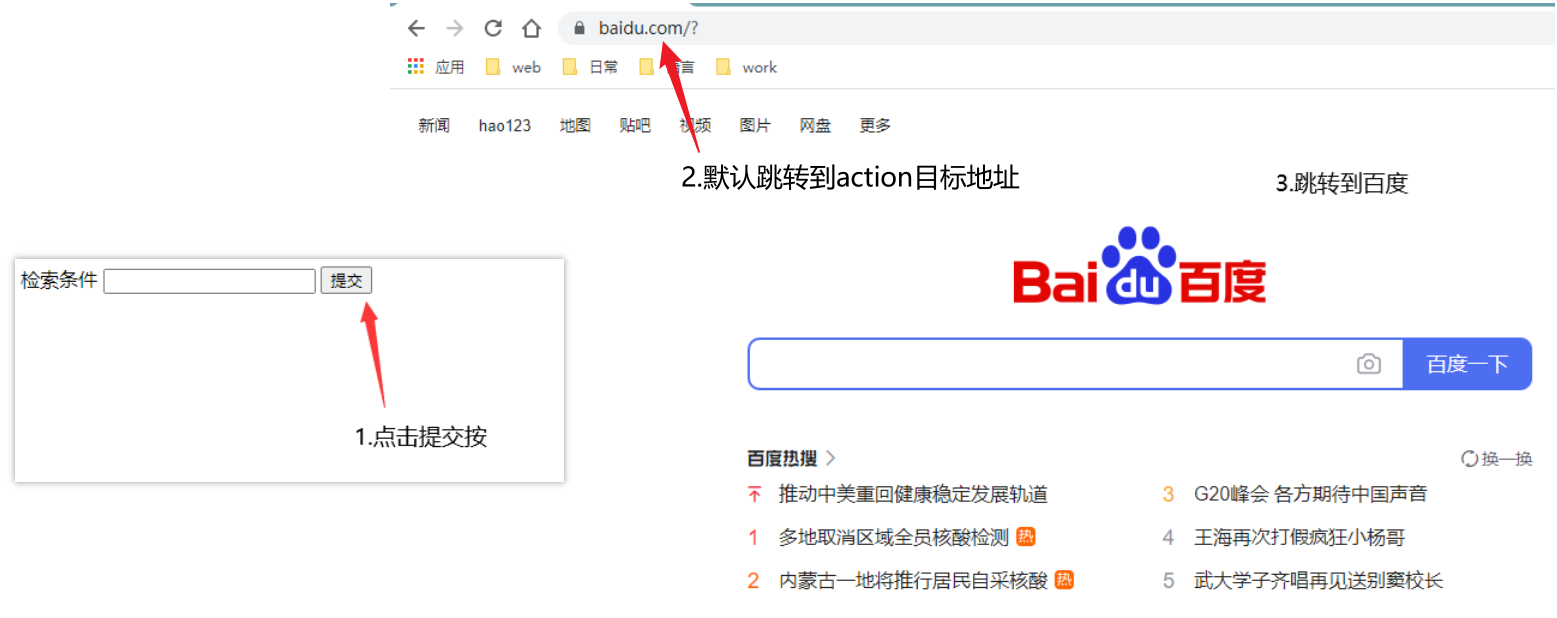 baidu.com/?
应用 web 日常 言 work
新闻 hao123 地图 贴吧 视频 图片 网盘 更多
2.默认跳转到action目标地址
3.跳转到百度
Bai du 百度
检索条件 提交
1.点击提交按
百度一下
百度热搜
换一换
推动中美重回健康稳定发展轨道
1 多地取消区域全员核酸检测 热
2 内蒙古一地将推行居民自采核酸 热
3 G20峰会 各方期待中国声音
4 王海再次打假疯狂小杨哥
5 武大学子齐唱再见送别窦校长